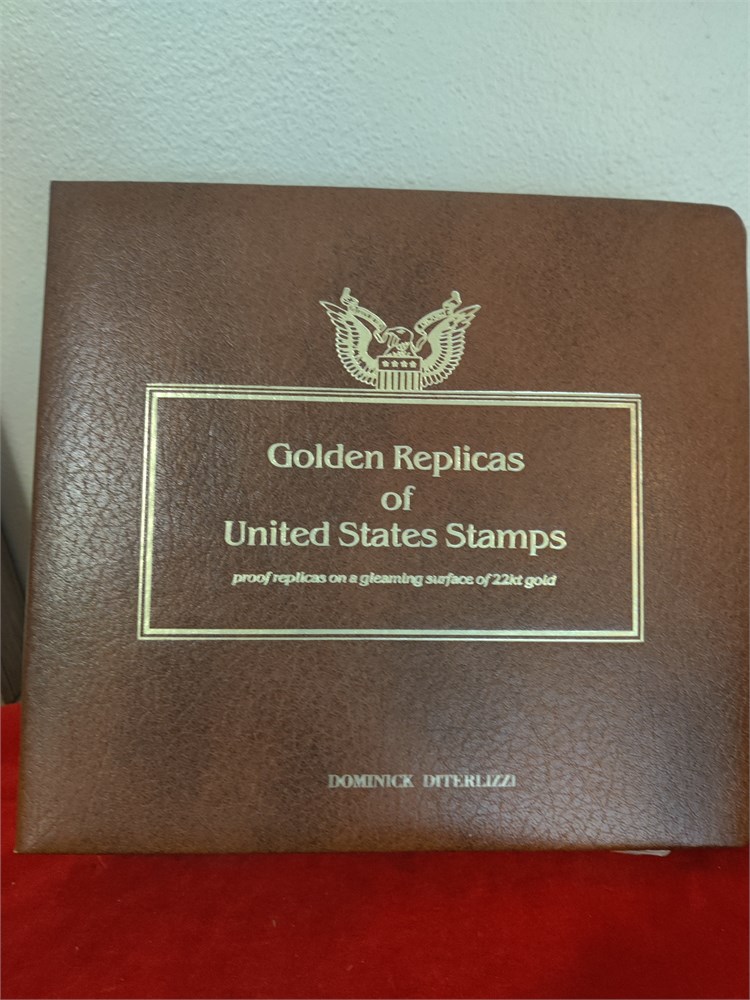 Golden Replicas
of
United States Stamps
proof replicas on a gleaming surface of 22kt gold
DOMINICK DITERLIZZI